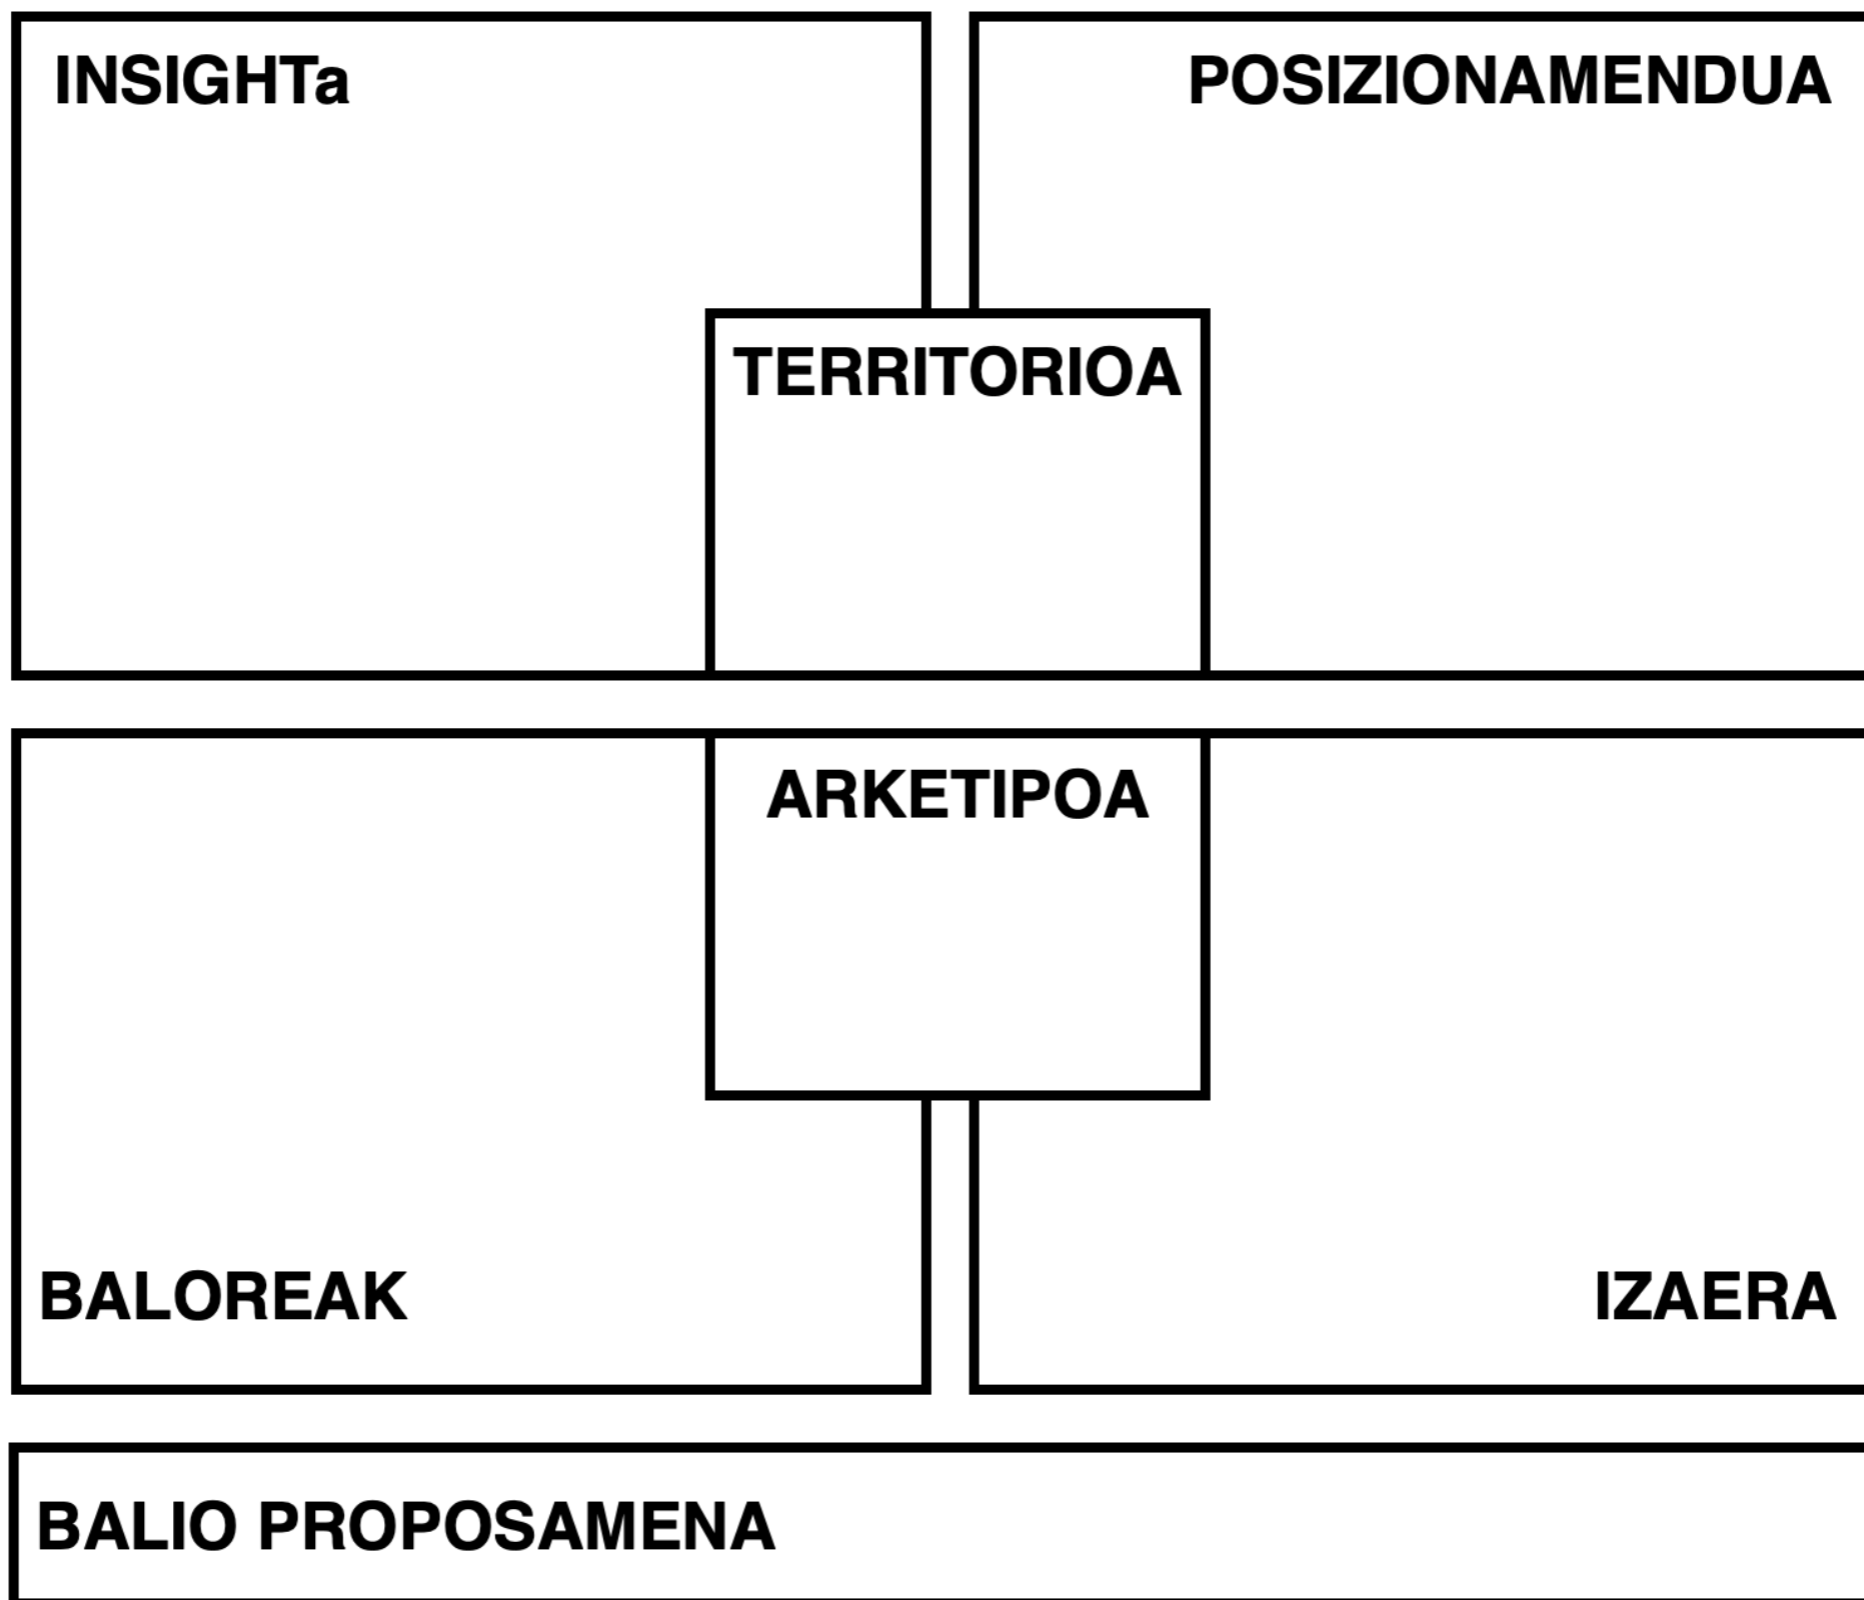 INSIGHTa
POSIZIONAMENDUA
TERRITORIOA
ARKETIPOA
BALOREAK
IZAERA
BALIO PROPOSAMENA